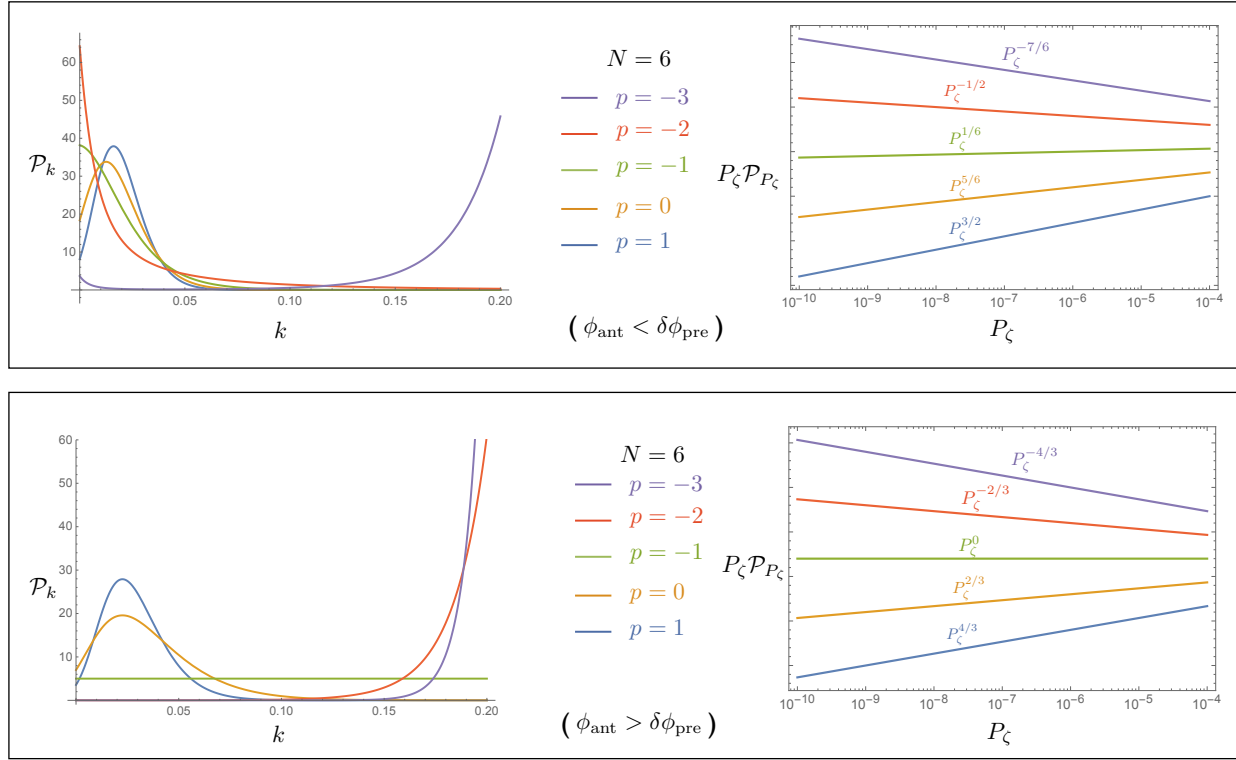 60
50
40
30
20
10
0.05
0.10
0.15
0.20
𝒫ₖ
k
N = 6
p = −3
p = −2
p = −1
p = 0
p = 1
( ϕ_ant < δϕ_pre )
P_ζ^{−7/6}
P_ζ^{−1/2}
P_ζ^{1/6}
P_ζ^{5/6}
P_ζ^{3/2}
P_ζ 𝒫_{P_ζ}
10⁻¹⁰
10⁻⁹
10⁻⁸
10⁻⁷
10⁻⁶
10⁻⁵
10⁻⁴
P_ζ
60
50
40
30
20
10
0.05
0.10
0.15
0.20
𝒫ₖ
k
N = 6
p = −3
p = −2
p = −1
p = 0
p = 1
( ϕ_ant > δϕ_pre )
P_ζ^{−4/3}
P_ζ^{−2/3}
P_ζ^{0}
P_ζ^{2/3}
P_ζ^{4/3}
P_ζ 𝒫_{P_ζ}
10⁻¹⁰
10⁻⁹
10⁻⁸
10⁻⁷
10⁻⁶
10⁻⁵
10⁻⁴
P_ζ